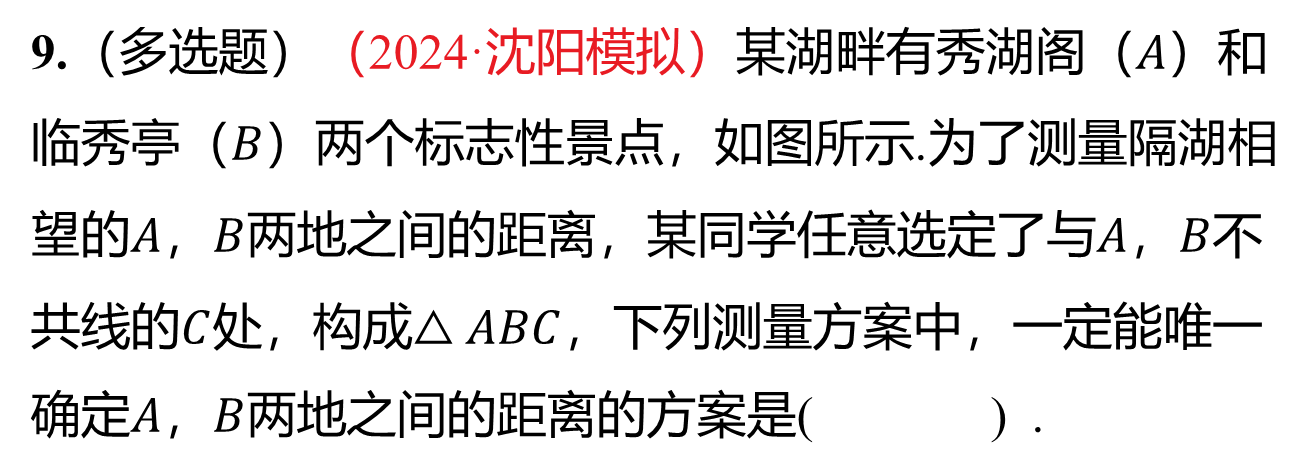 9.（多选题）（2024·沈阳模拟）某湖畔有秀湖阁（A）和
临秀亭（B）两个标志性景点，如图所示.为了测量隔湖相
望的A，B两地之间的距离，某同学任意选定了与A，B不
共线的C处，构成△ ABC，下列测量方案中，一定能唯一
确定A，B两地之间的距离的方案是(　　　).